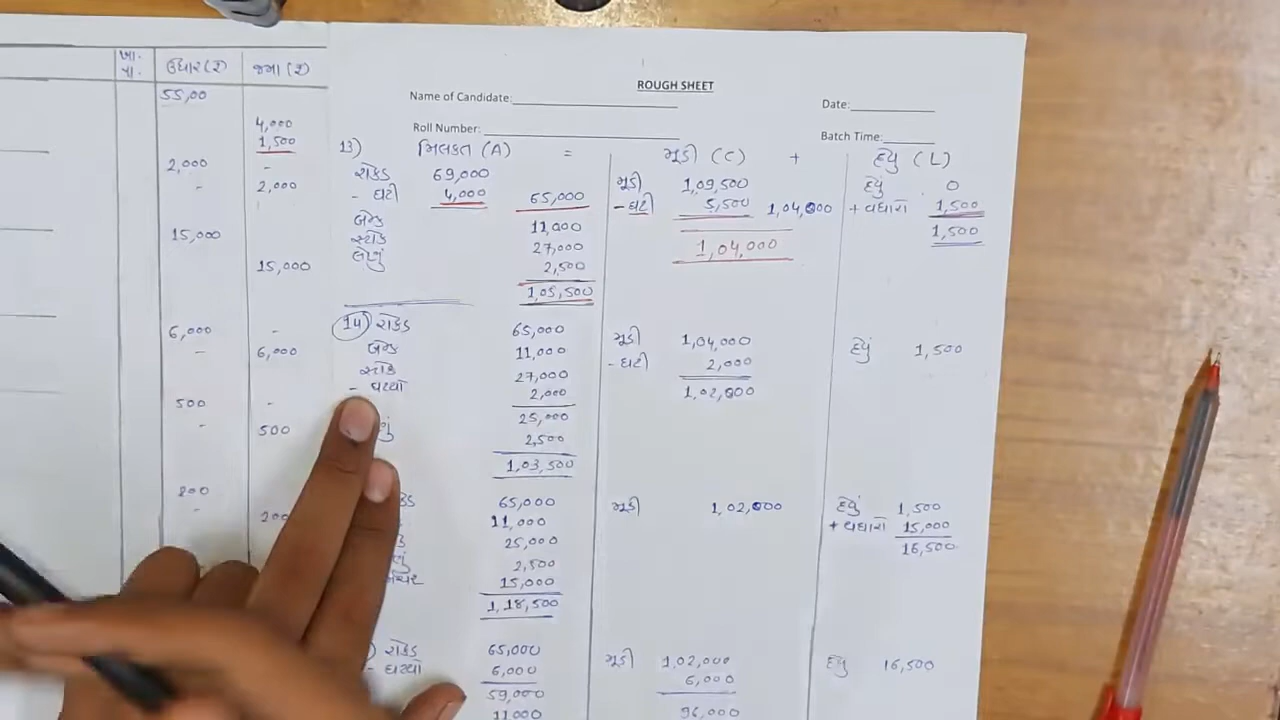 ખા. પા. ઉધાર(₹) જમા (₹)
55,00
4,000
1,500
2,000 -
- 2,000
15,000
15,000
6,000 -
- 6,000
500 -
- 500
800
-
200
ROUGH SHEET
Name of Candidate:
Date:
Roll Number:
Batch Time:
13) મિલકત (A) = મૂડી (C) + દેવું (L)
રોકડ 69,000 મૂડી 1,09,500 દેવું 0
- ઘટી 4,000 65,000 - ઘટી 5,500 1,04,000 + વધારો 1,500
બેન્ક 11,000 1,04,000 1,500
સ્ટોક 27,000
લેણું 2,500
1,05,500
14) રોકડ 65,000 મૂડી 1,04,000 દેવું 1,500
બેન્ક 11,000 - ઘટી 2,000
સ્ટોક 27,000 1,02,000
- ઘટ્યો 2,000
25,000
2,500
1,03,500
65,000 મૂડી 1,02,000 દેવું 1,500
11,000 + વધારો 15,000
25,000 16,500
2,500
15,000
1,18,500
રોકડ 65,000 મૂડી 1,02,000 દેવું 16,500
- ઘટ્યો 6,000 6,000
59,000 96,000
11000